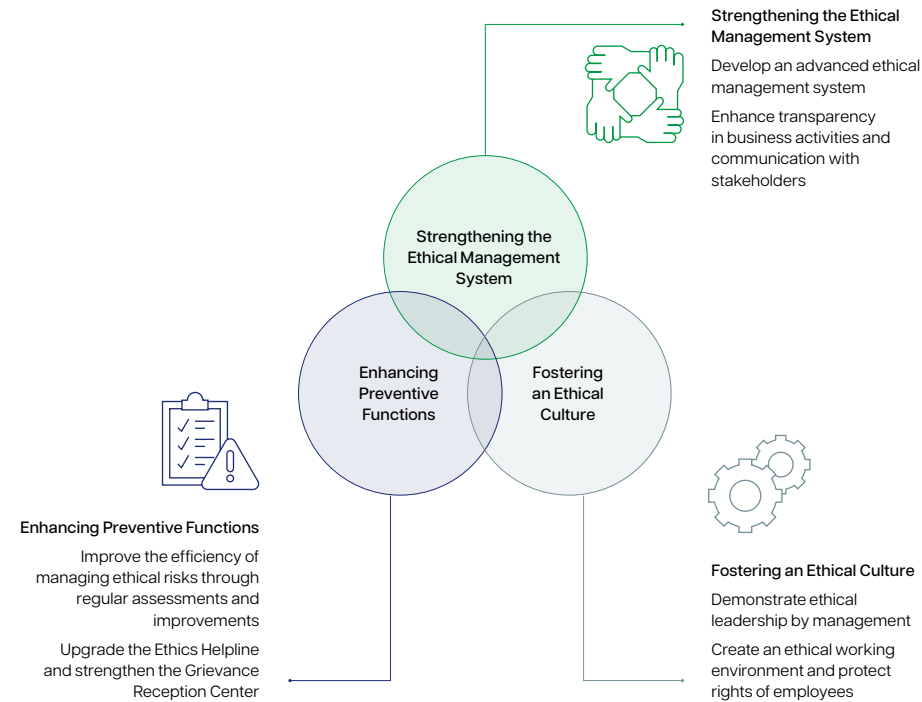 Strengthening the Ethical
Management System
Develop an advanced ethical
management system
Enhance transparency
in business activities and
communication with
stakeholders
Strengthening the
Ethical Management
System
Enhancing
Preventive
Functions
Fostering
an Ethical
Culture
Enhancing Preventive Functions
Improve the efficiency of
managing ethical risks through
regular assessments and
improvements
Upgrade the Ethics Helpline
and strengthen the Grievance
Reception Center
Fostering an Ethical Culture
Demonstrate ethical
leadership by management
Create an ethical working
environment and protect
rights of employees